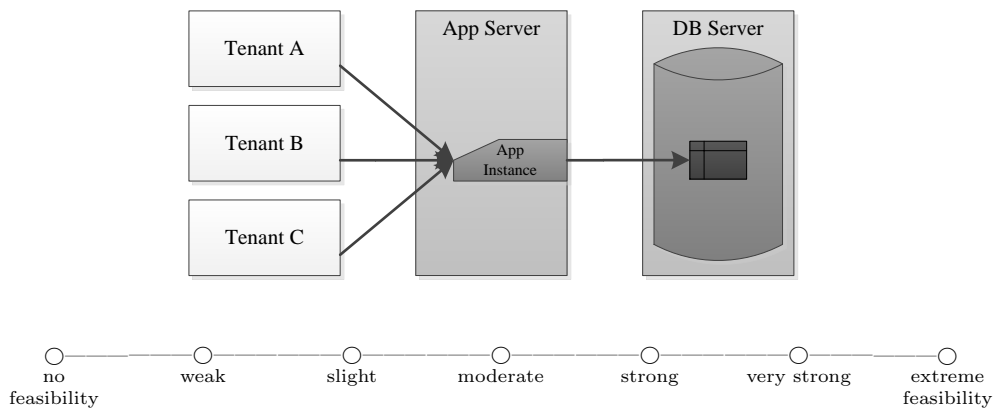 Tenant A
Tenant B
Tenant C
App Server
App
Instance
DB Server
no
feasibility
weak
slight
moderate
strong
very strong
extreme
feasibility